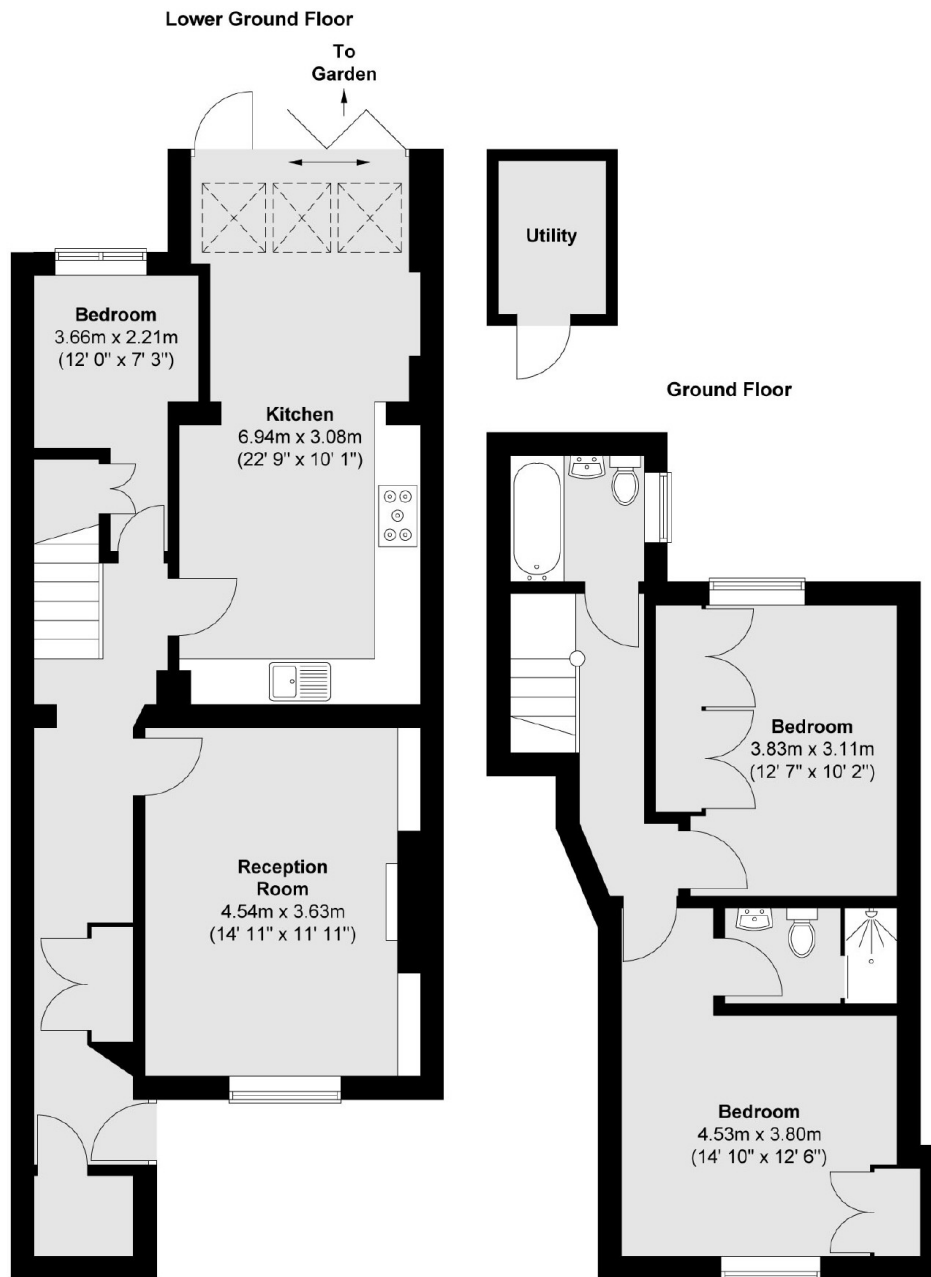 Lower Ground Floor
To
Garden
Utility
Bedroom
3.66m x 2.21m
(12' 0" x 7' 3")
Kitchen
6.94m x 3.08m
(22' 9" x 10' 1")
Reception
Room
4.54m x 3.63m
(14' 11" x 11' 11")
Ground Floor
Bedroom
3.83m x 3.11m
(12' 7" x 10' 2")
Bedroom
4.53m x 3.80m
(14' 10" x 12' 6")